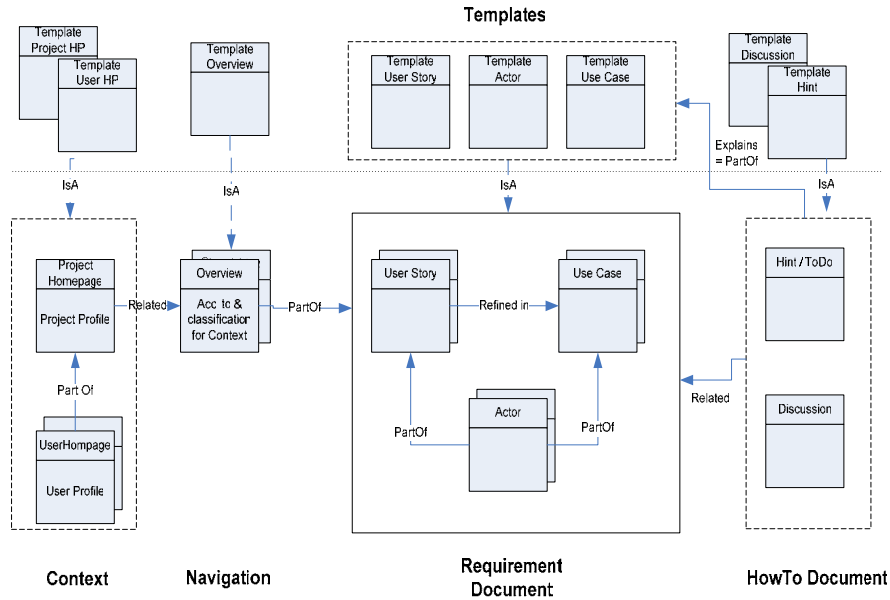 Templates
Template
Project HP
Template
User HP
Template
Overview
Template
User Story
Template
Actor
Template
Use Case
Template
Discussion
Template
Hint
Explains
= PartOf
IsA
IsA
IsA
IsA
Project
Homepage
Project Profile
Related
Overview
Acc to &
classification
for Context
PartOf
User Story
Refined in
Use Case
Hint / ToDo
Part Of
UserHompage
User Profile
PartOf
Actor
PartOf
Related
Discussion
Context
Navigation
Requirement
Document
HowTo Document